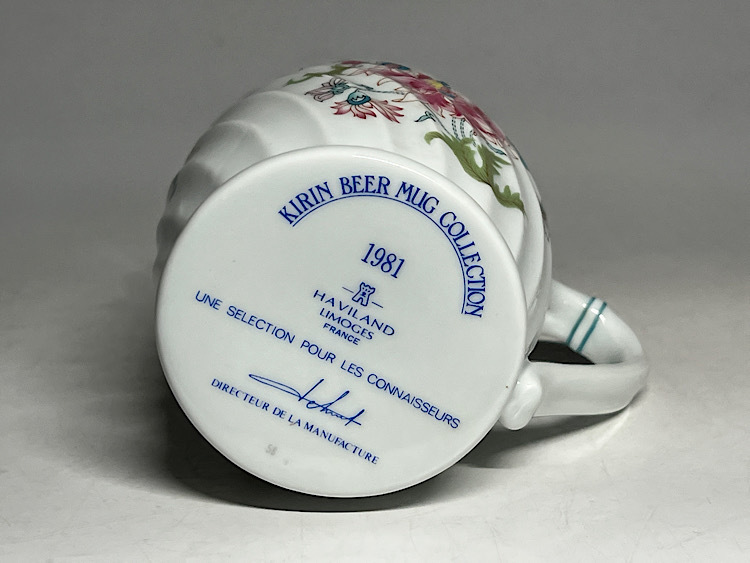 KIRIN BEER MUG COLLECTION
1981
HAVILAND
LIMOGES
FRANCE
UNE SELECTION POUR LES CONNAISSEURS
DIRECTEUR DE LA MANUFACTURE